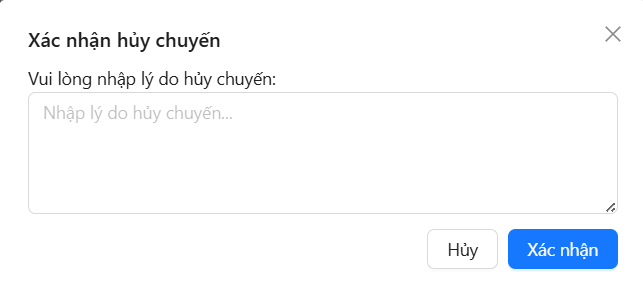 Xác nhận hủy chuyến
Vui lòng nhập lý do hủy chuyến:
Nhập lý do hủy chuyến...
Hủy
Xác nhận